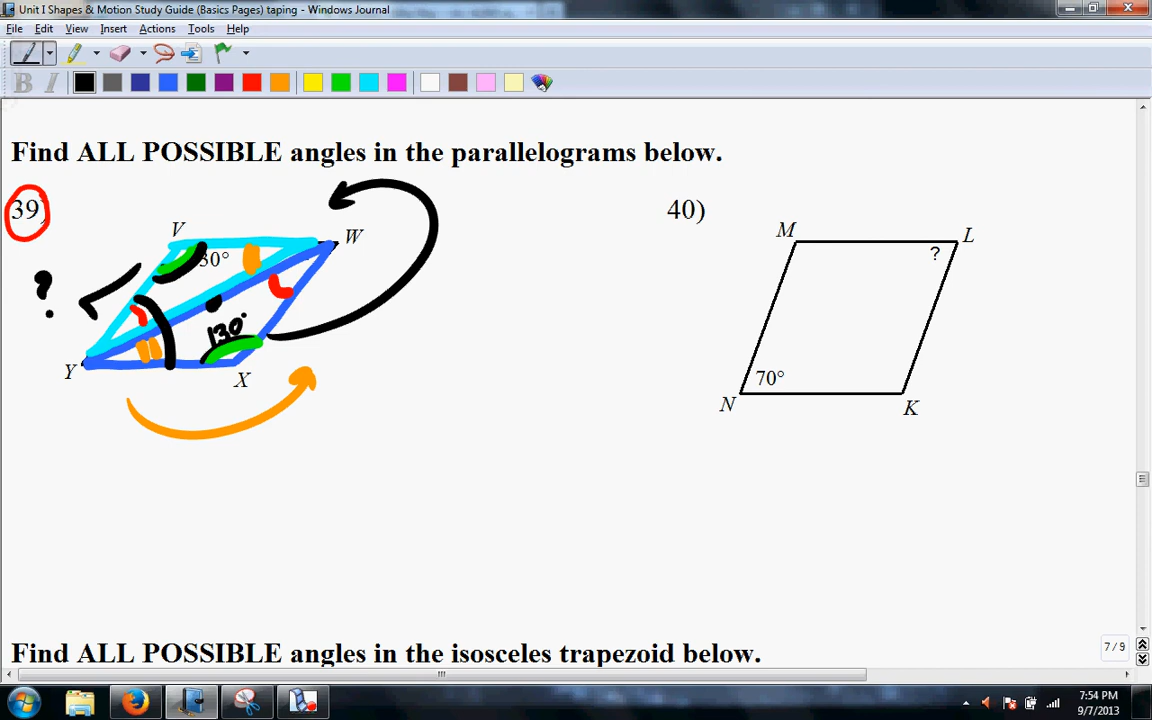 Unit I Shapes & Motion Study Guide (Basics Pages) taping - Windows Journal
File Edit View Insert Actions Tools Help
B I
Find ALL POSSIBLE angles in the parallelograms below.
39)
40)
V
W
30°
?
130°
Y
X
M
L
?
70°
N
K
Find ALL POSSIBLE angles in the isosceles trapezoid below.
7 / 9
7:54 PM
9/7/2013